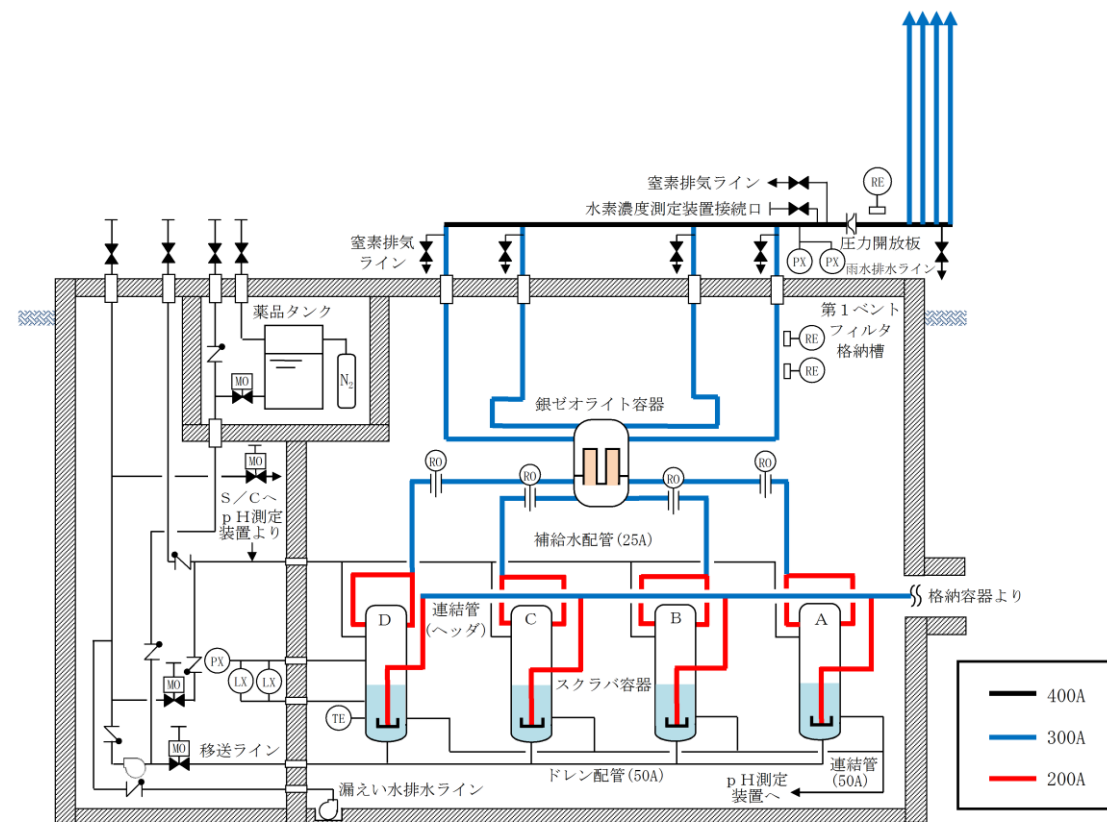 窒素排気ライン
RE
水素濃度測定装置接続口
窒素排気
ライン
圧力開放板
PX
PX
雨水排水ライン
薬品タンク
第1ベント
フィルタ
格納槽
RE
RE
MO
N₂
銀ゼオライト容器
MO
RO
RO
RO
RO
S/Cへ
pH測定
装置より
補給水配管(25A)
連結管
(ヘッダ)
格納容器より
D
C
B
A
PX
LX
LX
スクラバ容器
MO
TE
MO
移送ライン
ドレン配管(50A)
連結管
(50A)
pH測定
装置へ
漏えい水排水ライン
400A
300A
200A